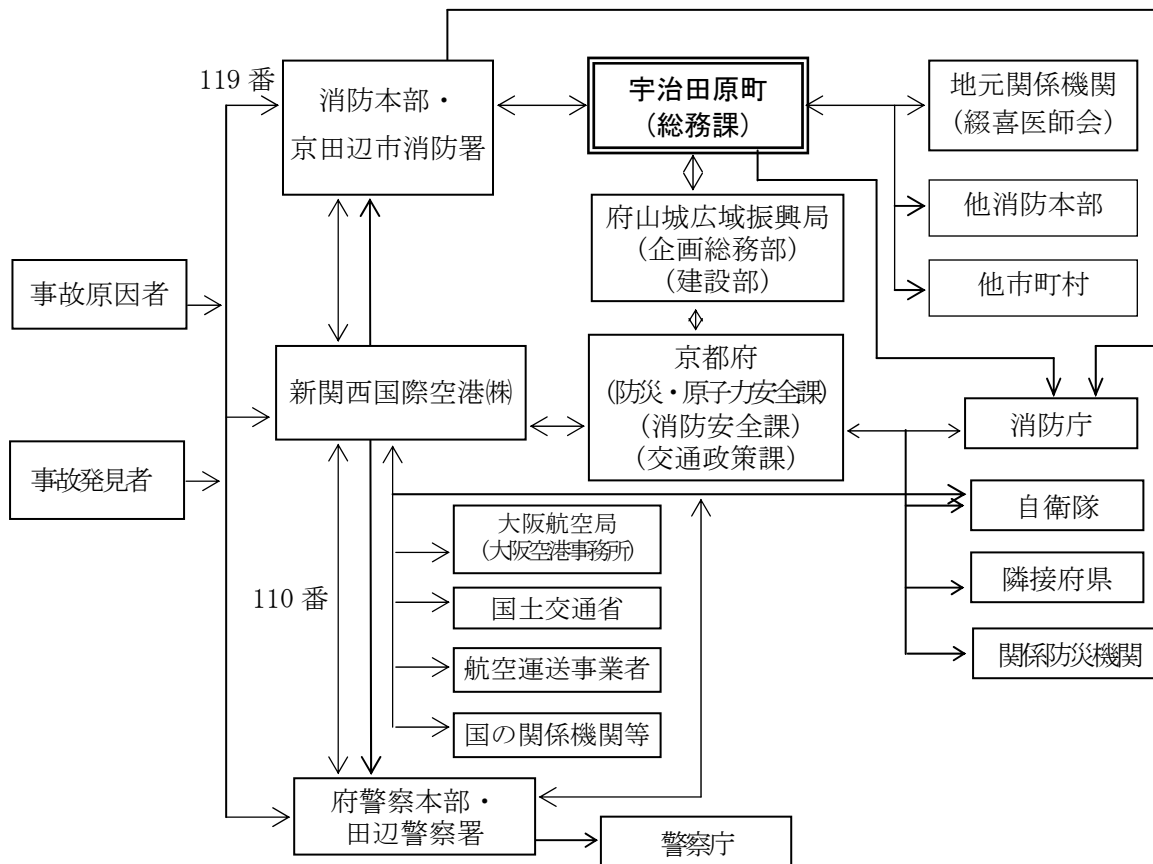 119 番
消防本部・
京田辺市消防署
宇治田原町
(総務課)
地元関係機関
(綴喜医師会)
府山城広域振興局
(企画総務部)
(建設部)
他消防本部
他市町村
事故原因者
新関西国際空港㈱
京都府
(防災・原子力安全課)
(消防安全課)
(交通政策課)
消防庁
事故発見者
自衛隊
大阪航空局
(大阪空港事務所)
隣接府県
110 番
国土交通省
関係防災機関
航空運送事業者
国の関係機関等
府警察本部・
田辺警察署
警察庁